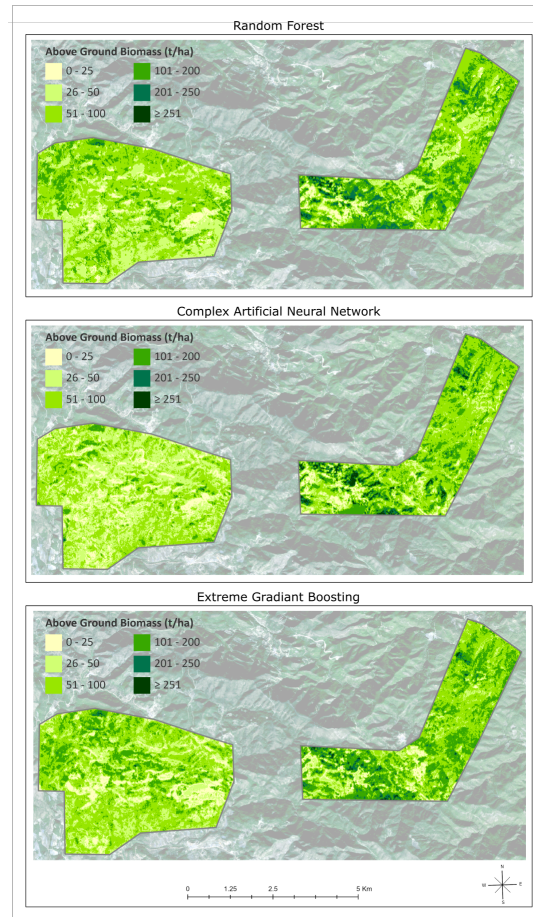 Random Forest
Above Ground Biomass (t/ha)
0 - 25 101 - 200
26 - 50 201 - 250
51 - 100 ≥ 251
Complex Artificial Neural Network
Above Ground Biomass (t/ha)
0 - 25 101 - 200
26 - 50 201 - 250
51 - 100 ≥ 251
Extreme Gradiant Boosting
Above Ground Biomass (t/ha)
0 - 25 101 - 200
26 - 50 201 - 250
51 - 100 ≥ 251
N
W E
S
0 1.25 2.5 5 Km